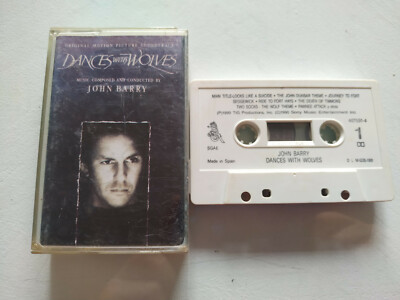 ORIGINAL MOTION PICTURE SOUNDTRACK
DANCES WITH WOLVES
MUSIC COMPOSED AND CONDUCTED BY
JOHN BARRY
MAIN TITLE-LOOKS LIKE A SUICIDE • THE JOHN DUNBAR THEME • JOURNEY TO FORT
SEDGEWICK • RIDE TO FORT HAYS • THE DEATH OF TIMMONS
TWO SOCKS - THE WOLF THEME • PAWNEE ATTACK
1
SGAE
Made in Spain
JOHN BARRY
DANCES WITH WOLVES